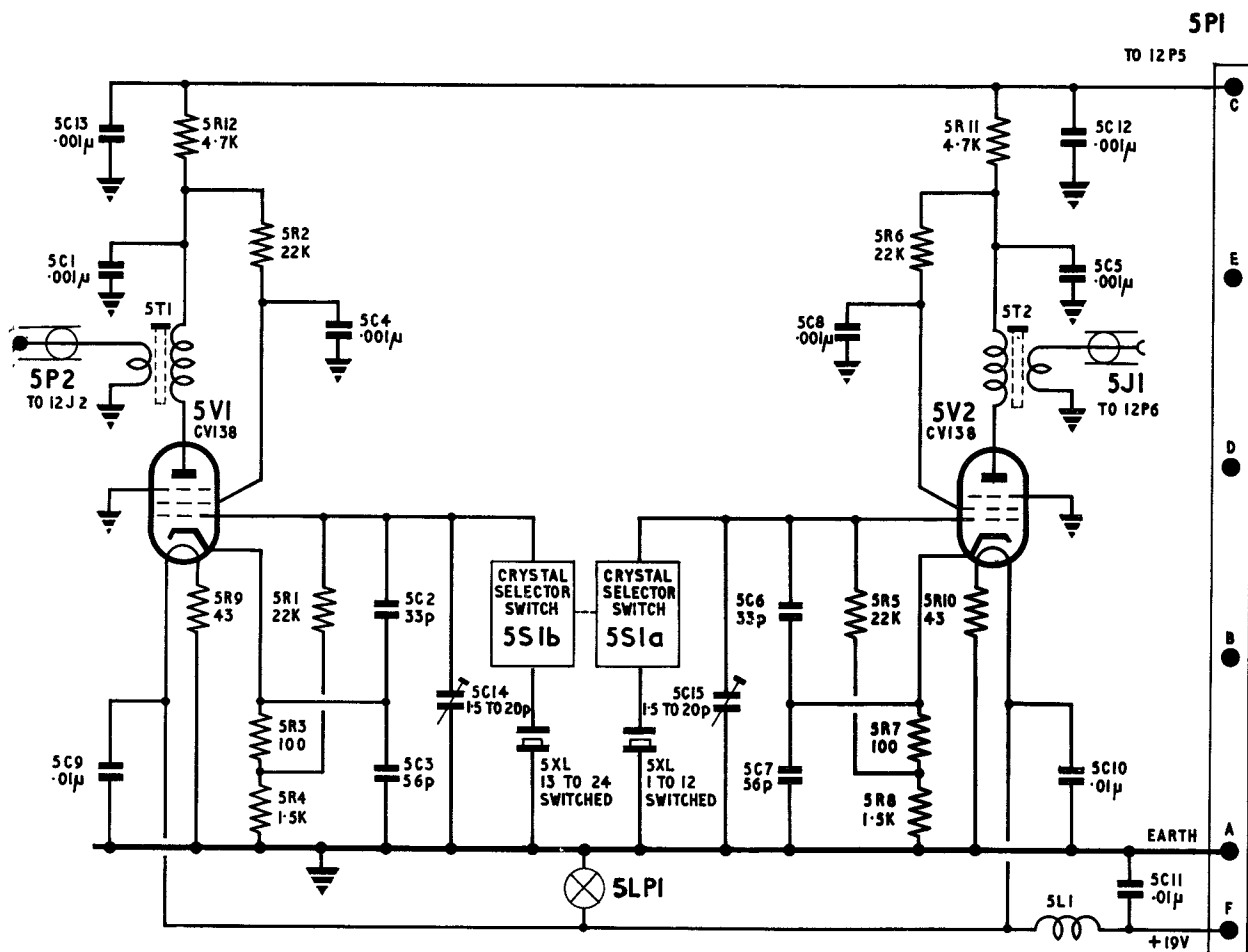 5P1
TO 12P5
C
5C13
·001µ
5R12
4·7K
5R11
4·7K
5C12
·001µ
5R2
22K
5R6
22K
5C1
·001µ
5C5
·001µ
E
5T1
5C4
·001µ
5C8
·001µ
5T2
5P2
TO 12J2
5J1
TO 12P6
5V1
CV138
5V2
CV138
D
5R9
43
5R1
22K
5C2
33p
CRYSTAL
SELECTOR
SWITCH
5S1b
CRYSTAL
SELECTOR
SWITCH
5S1a
5C6
33p
5R5
22K
5R10
43
B
5C14
1·5 TO 20p
5C15
1·5 TO 20p
5C9
·01µ
5R3
100
5R4
1·5K
5C3
56p
5XL
13 TO 24
SWITCHED
5XL
1 TO 12
SWITCHED
5C7
56p
5R7
100
5R8
1·5K
5C10
·01µ
EARTH
A
5LP1
5C11
·01µ
5L1
F
+19V